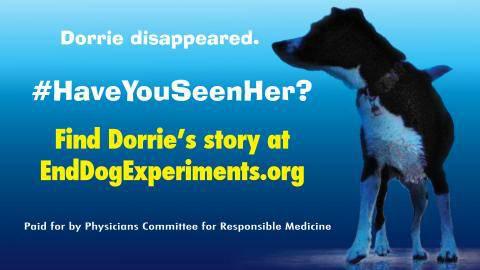 Dorrie disappeared.
#HaveYouSeenHer?
Find Dorrie's story at
EndDogExperiments.org
Paid for by Physicians Committee for Responsible Medicine